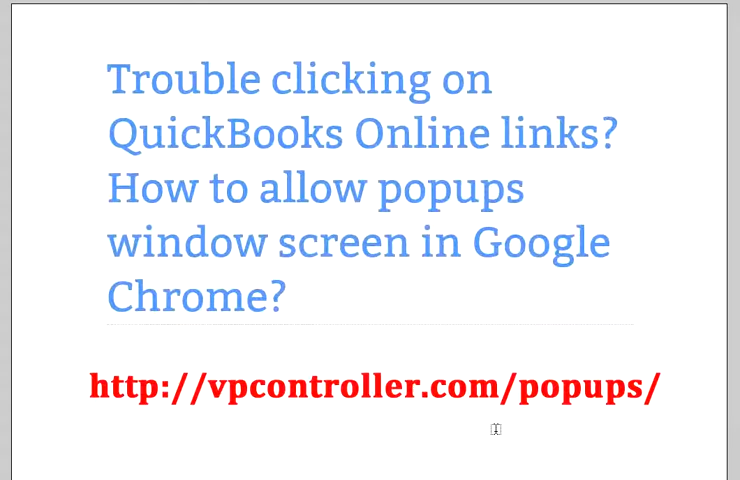 Trouble clicking on
QuickBooks Online links?
How to allow popups
window screen in Google
Chrome?
http://vpcontroller.com/popups/